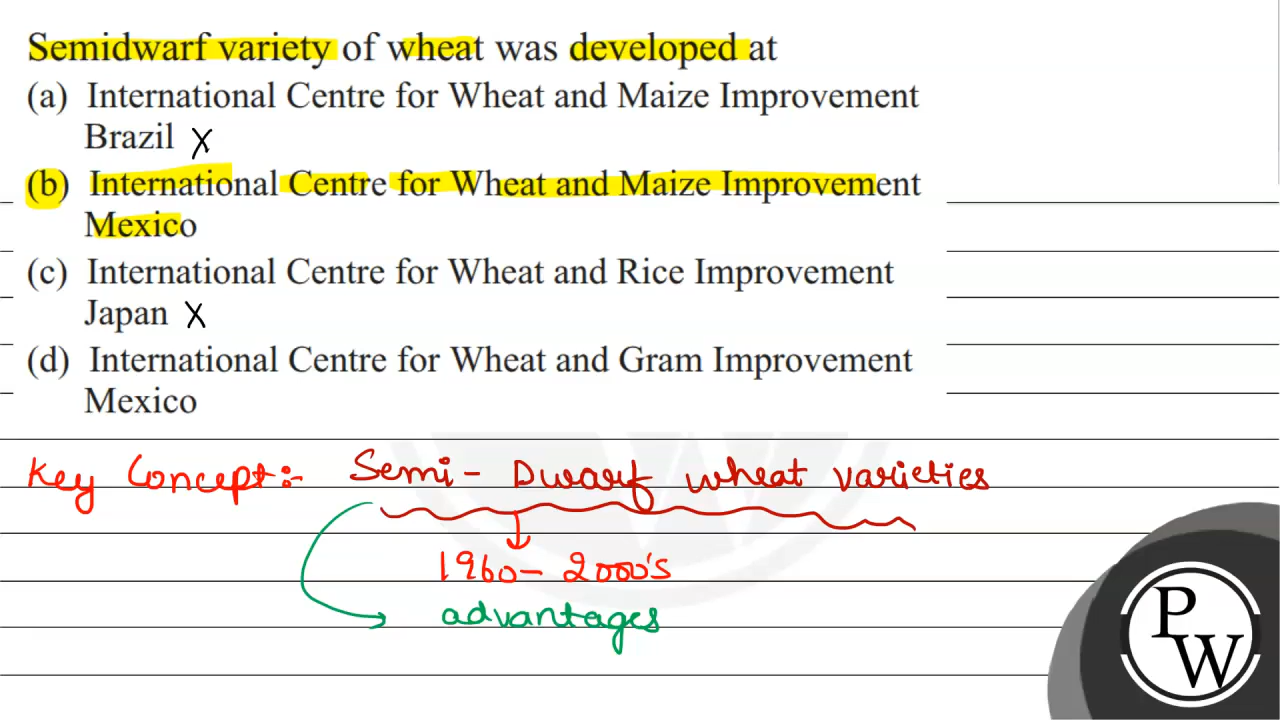 Semidwarf variety of wheat was developed at
(a) International Centre for Wheat and Maize Improvement
Brazil X
(b) International Centre for Wheat and Maize Improvement
Mexico
(c) International Centre for Wheat and Rice Improvement
Japan X
(d) International Centre for Wheat and Gram Improvement
Mexico
Key Concept:- Semi - Dwarf wheat varieties
1960 - 2000's
advantages
P
W